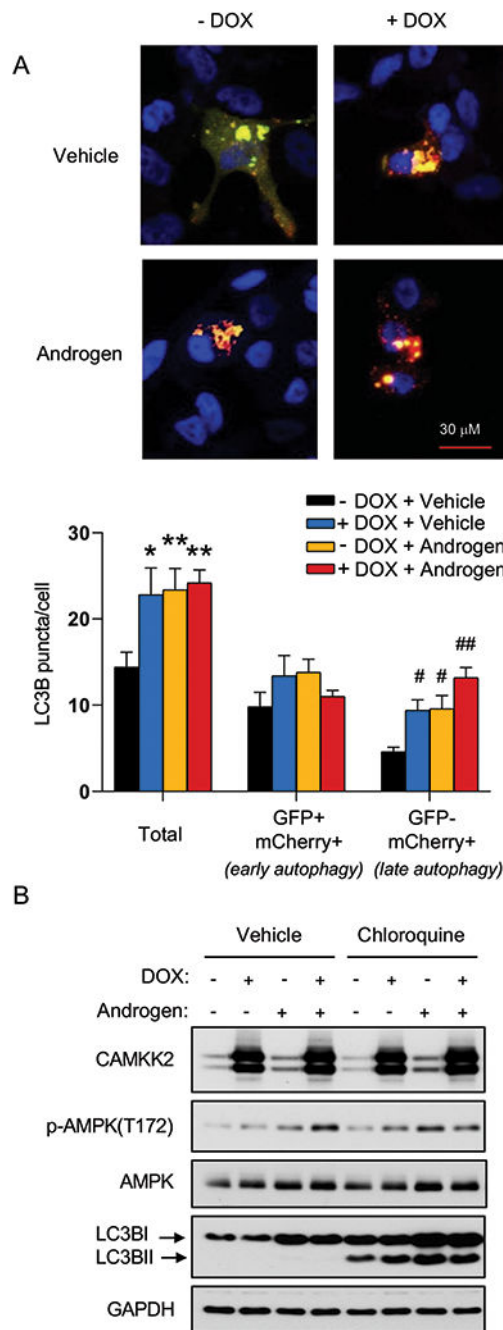 - DOX + DOX
A
Vehicle
Androgen
30 µM
- DOX + Vehicle
+ DOX + Vehicle
- DOX + Androgen
+ DOX + Androgen
LC3B puncta/cell
30
20
10
0
* ** **
# # ##
Total
GFP+
mCherry+
(early autophagy)
GFP-
mCherry+
(late autophagy)
B
Vehicle Chloroquine
DOX: - + - + - + - +
Androgen: - - + + - - + +
CAMKK2
p-AMPK(T172)
AMPK
LC3BI
LC3BII
GAPDH